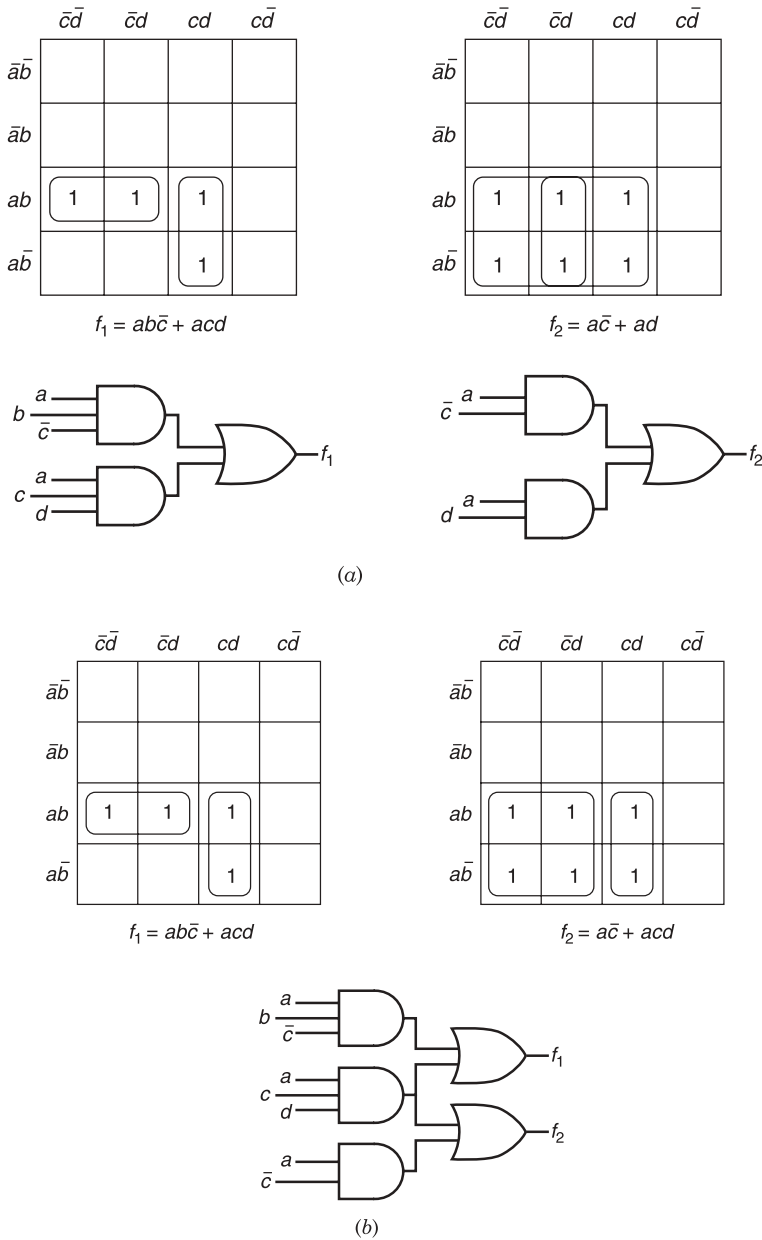 c̄d̄ c̄d cd cd̄ c̄d̄ c̄d cd cd̄
āb̄ āb̄
āb āb
ab 1 1 1 ab 1 1 1
ab̄ 1 ab̄ 1 1 1
f₁ = abc̄ + acd f₂ = ac̄ + ad
a
b
c̄
a
c
d
f₁
a
c̄
a
d
f₂
(a)
c̄d̄ c̄d cd cd̄ c̄d̄ c̄d cd cd̄
āb̄ āb̄
āb āb
ab 1 1 1 ab 1 1 1
ab̄ 1 ab̄ 1 1 1
f₁ = abc̄ + acd f₂ = ac̄ + acd
a
b
c̄
a
c
d
a
c̄
f₁
f₂
(b)